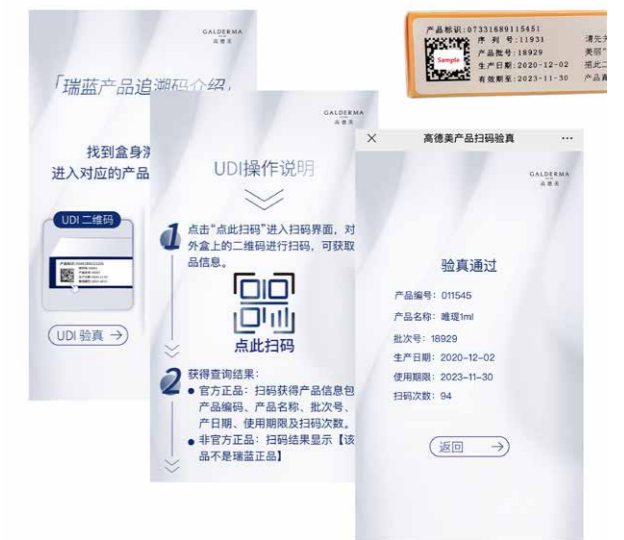 GALDERMA
高德美
「瑞蓝产品追溯码介绍」
找到盒身
进入对应的产品
UDI 二维码
UDI 验真 →
GALDERMA
高德美
UDI操作说明
1 点击“点此扫码”进入扫码界面，对
外盒上的二维码进行扫码，可获取
品信息。
点此扫码
2 获得查询结果：
● 官方正品：扫码获得产品信息包
产品编码、产品名称、批次号、
产日期、使用期限及扫码次数。
● 非官方正品：扫码结果显示【该
品不是瑞蓝正品】
产品标识:07331689115451
序 列 号:11931
产品批号:18929
生产日期:2020-12-02
有效期至:2023-11-30
Sample
请先
美丽
产品真
× 高德美产品扫码验真 ···
GALDERMA
高德美
验真通过
产品编号：011545
产品名称：唯瑅1ml
批次号：18929
生产日期：2020-12-02
使用期限：2023-11-30
扫码次数：94
返回 →